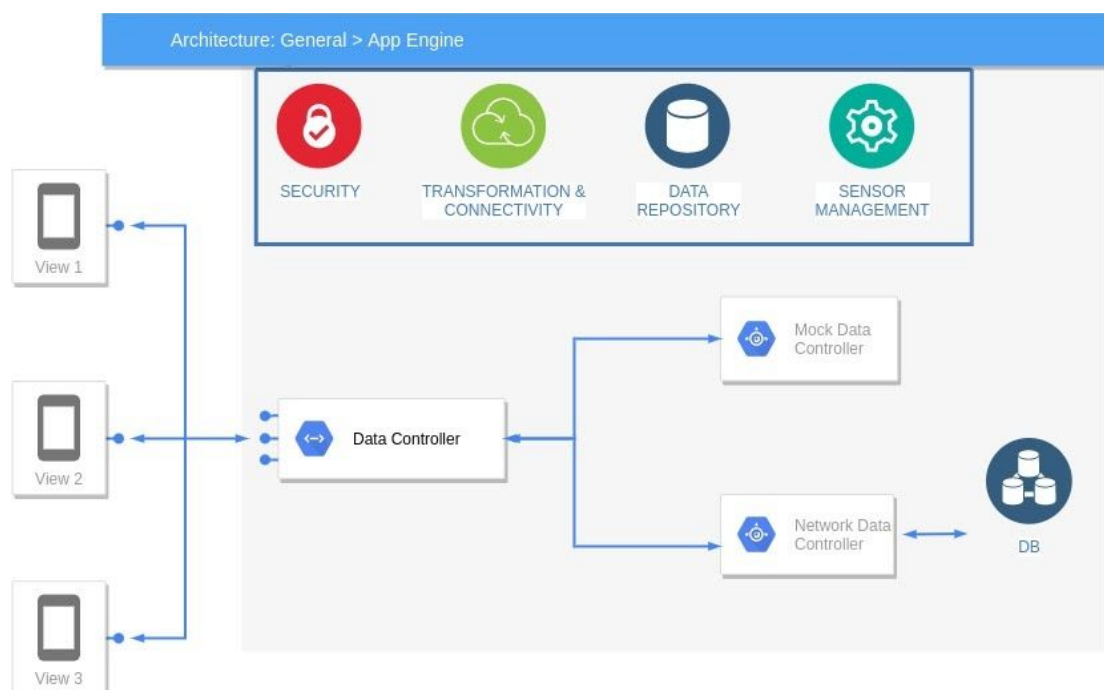 Architecture: General > App Engine
SECURITY
TRANSFORMATION &
CONNECTIVITY
DATA
REPOSITORY
SENSOR
MANAGEMENT
View 1
Mock Data
Controller
Data Controller
View 2
Network Data
Controller
DB
View 3